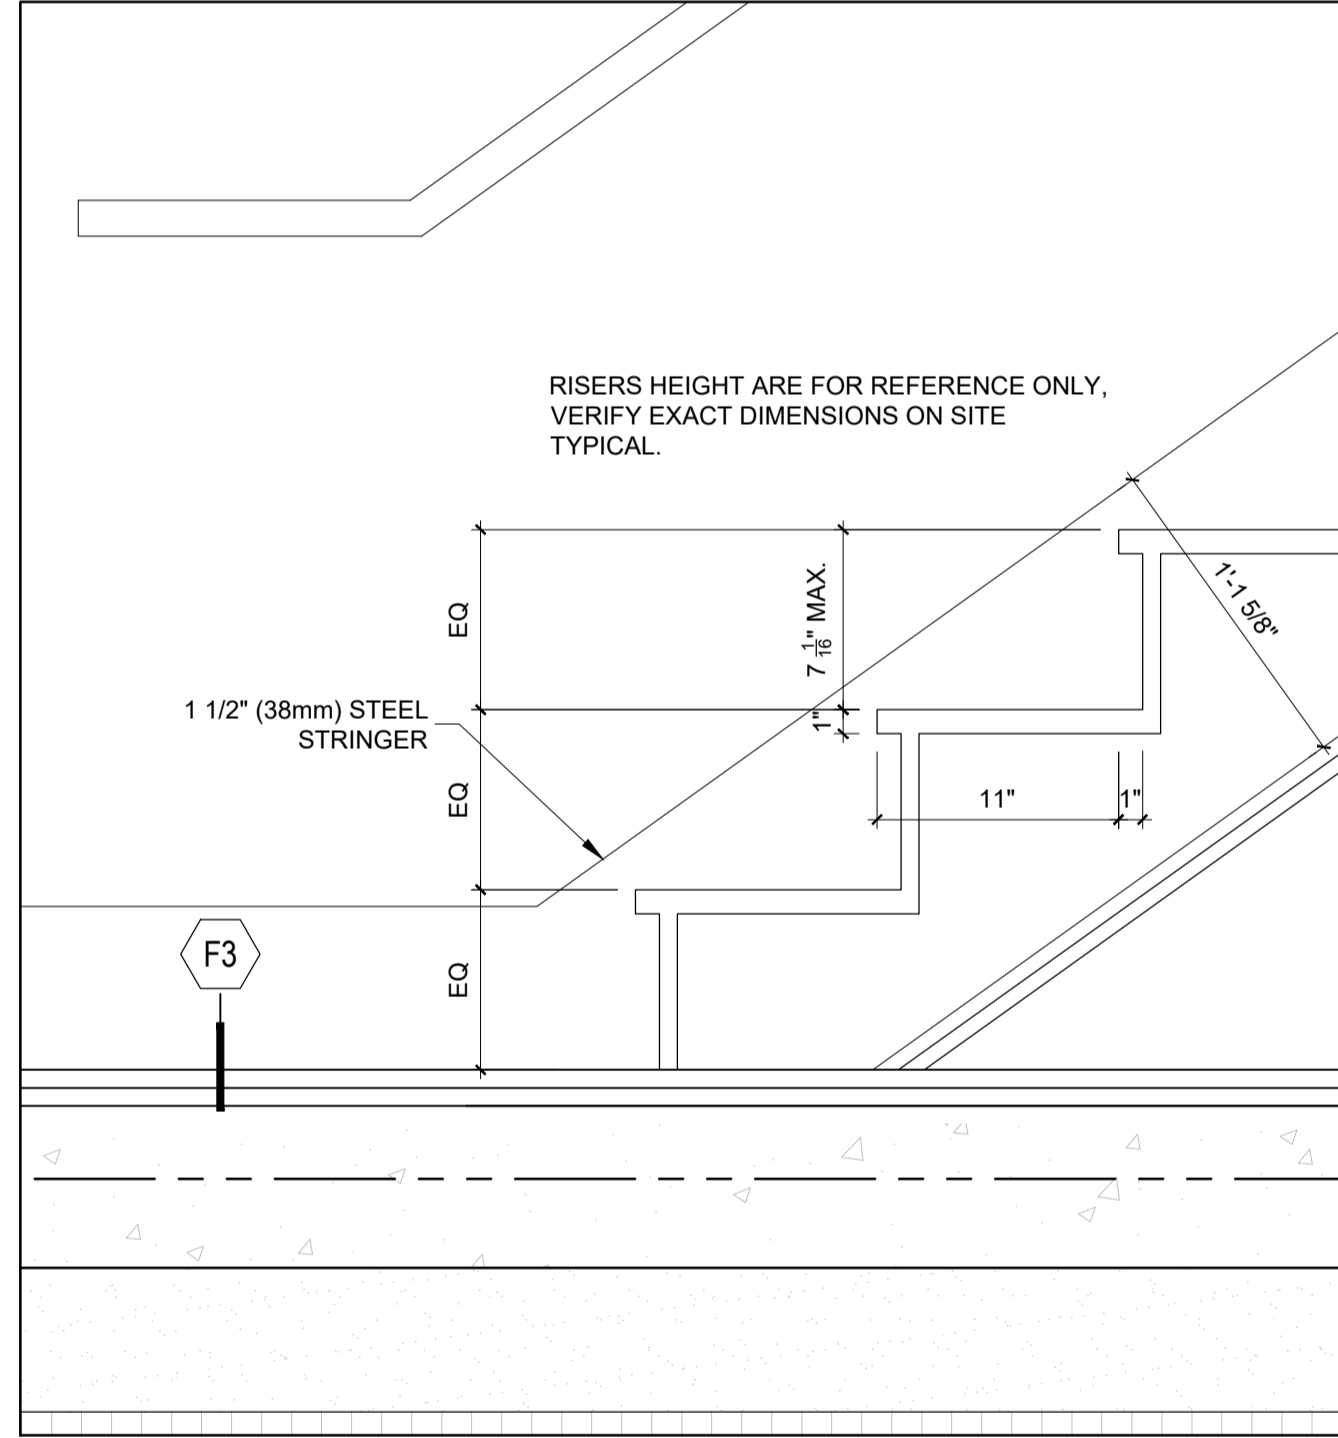 RISERS HEIGHT ARE FOR REFERENCE ONLY,
VERIFY EXACT DIMENSIONS ON SITE
TYPICAL.
EQ
7 1/16" MAX.
1'-1 5/8"
1 1/2" (38mm) STEEL
STRINGER
1"
EQ
11"
1"
F3
EQ